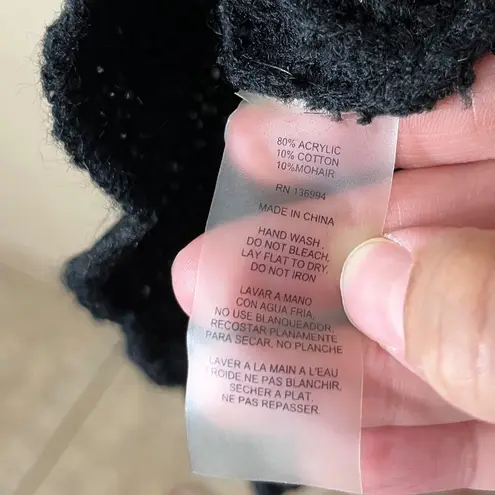 80% ACRYLIC
10% COTTON
10%MOHAIR
RN 136994
MADE IN CHINA
HAND WASH,
DO NOT BLEACH,
LAY FLAT TO DRY,
DO NOT IRON
LAVAR A MANO
CON AGUA FRIA,
NO USE BLANQUEADOR,
RECOSTAR PLANAMENTE
PARA SECAR, NO PLANCHE
LAVER A LA MAIN A L'EAU
ROIDE,NE PAS BLANCHIR,
SECHER A PLAT.
NE PAS REPASSER.